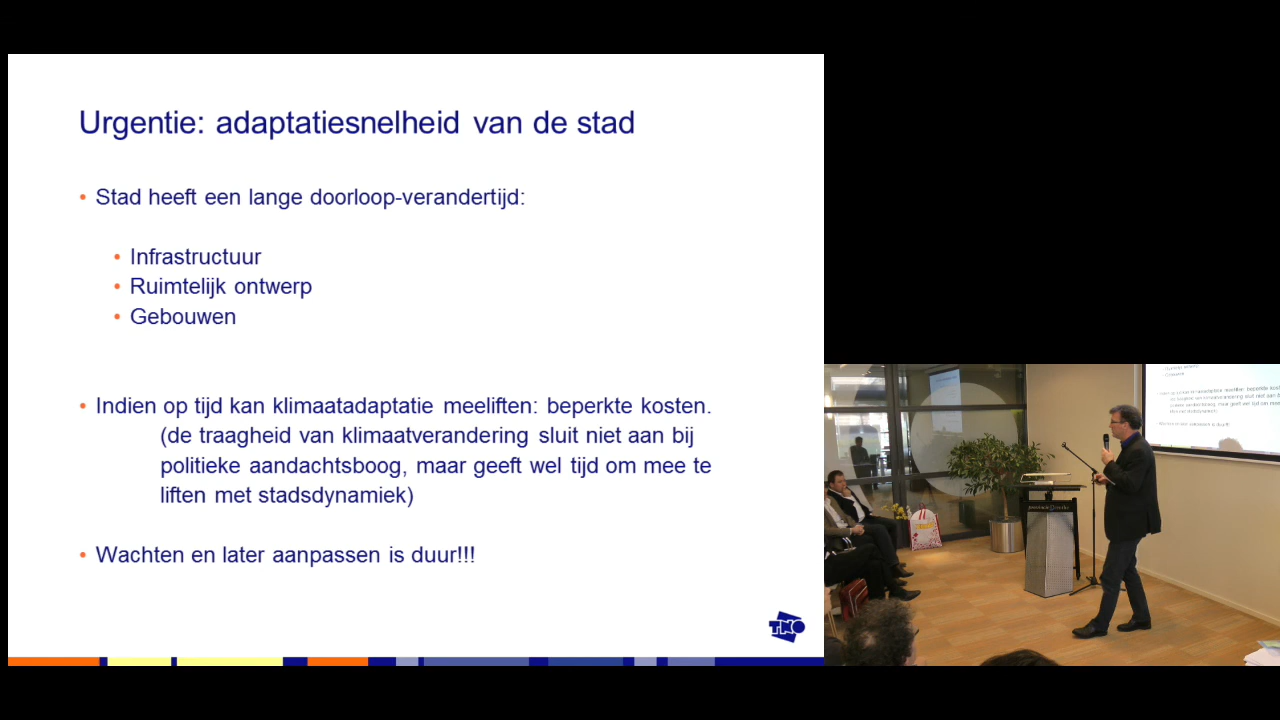 Urgentie: adaptatiesnelheid van de stad
• Stad heeft een lange doorloop-verandertijd:
• Infrastructuur
• Ruimtelijk ontwerp
• Gebouwen
• Indien op tijd kan klimaatadaptatie meeliften: beperkte kosten.
(de traagheid van klimaatverandering sluit niet aan bij
politieke aandachtsboog, maar geeft wel tijd om mee te
liften met stadsdynamiek)
• Wachten en later aanpassen is duur!!!
TNO